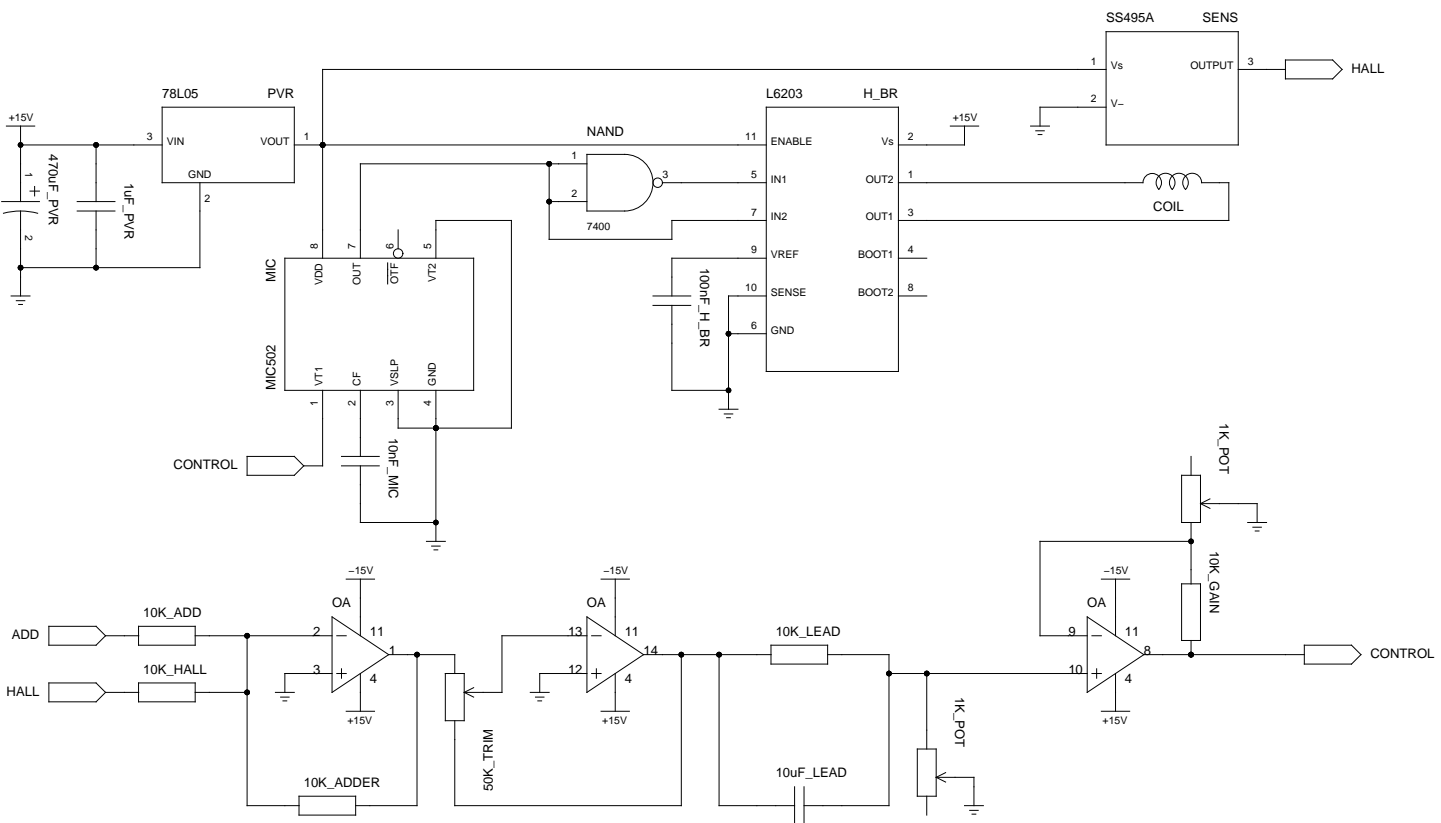 SS495A SENS
1 Vs OUTPUT 3 HALL
2 V−
78L05 PVR
+15V
3 VIN VOUT 1
GND
2
1
+
2
470uF_PVR
1uF_PVR
L6203 H_BR
NAND
1
2
3
7400
11 ENABLE Vs 2
+15V
5 IN1 OUT2 1
7 IN2 OUT1 3
COIL
9 VREF BOOT1 4
10 SENSE BOOT2 8
6 GND
100nF_H_BR
8 7 6 5
VDD OUT OTF VT2
MIC
MIC502
VT1 CF VSLP GND
1 2 3 4
CONTROL
10nF_MIC
1K_POT
10K_GAIN
−15V
OA
ADD
10K_ADD
HALL
10K_HALL
2 − 11
3 + 4
1
+15V
10K_ADDER
50K_TRIM
−15V
OA
13 − 11
12 + 4
14
+15V
10K_LEAD
10uF_LEAD
1K_POT
−15V
OA
9 − 11
10 + 4
8
+15V
CONTROL